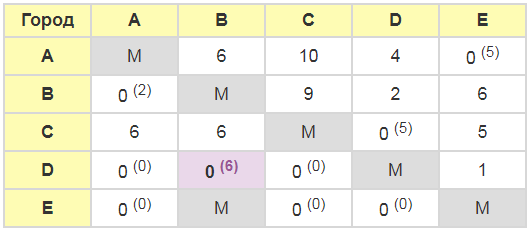 Город A B C D E
A M 6 10 4 0 (5)
B 0 (2) M 9 2 6
C 6 6 M 0 (5) 5
D 0 (0) 0 (6) 0 (0) M 1
E 0 (0) M 0 (0) 0 (0) M